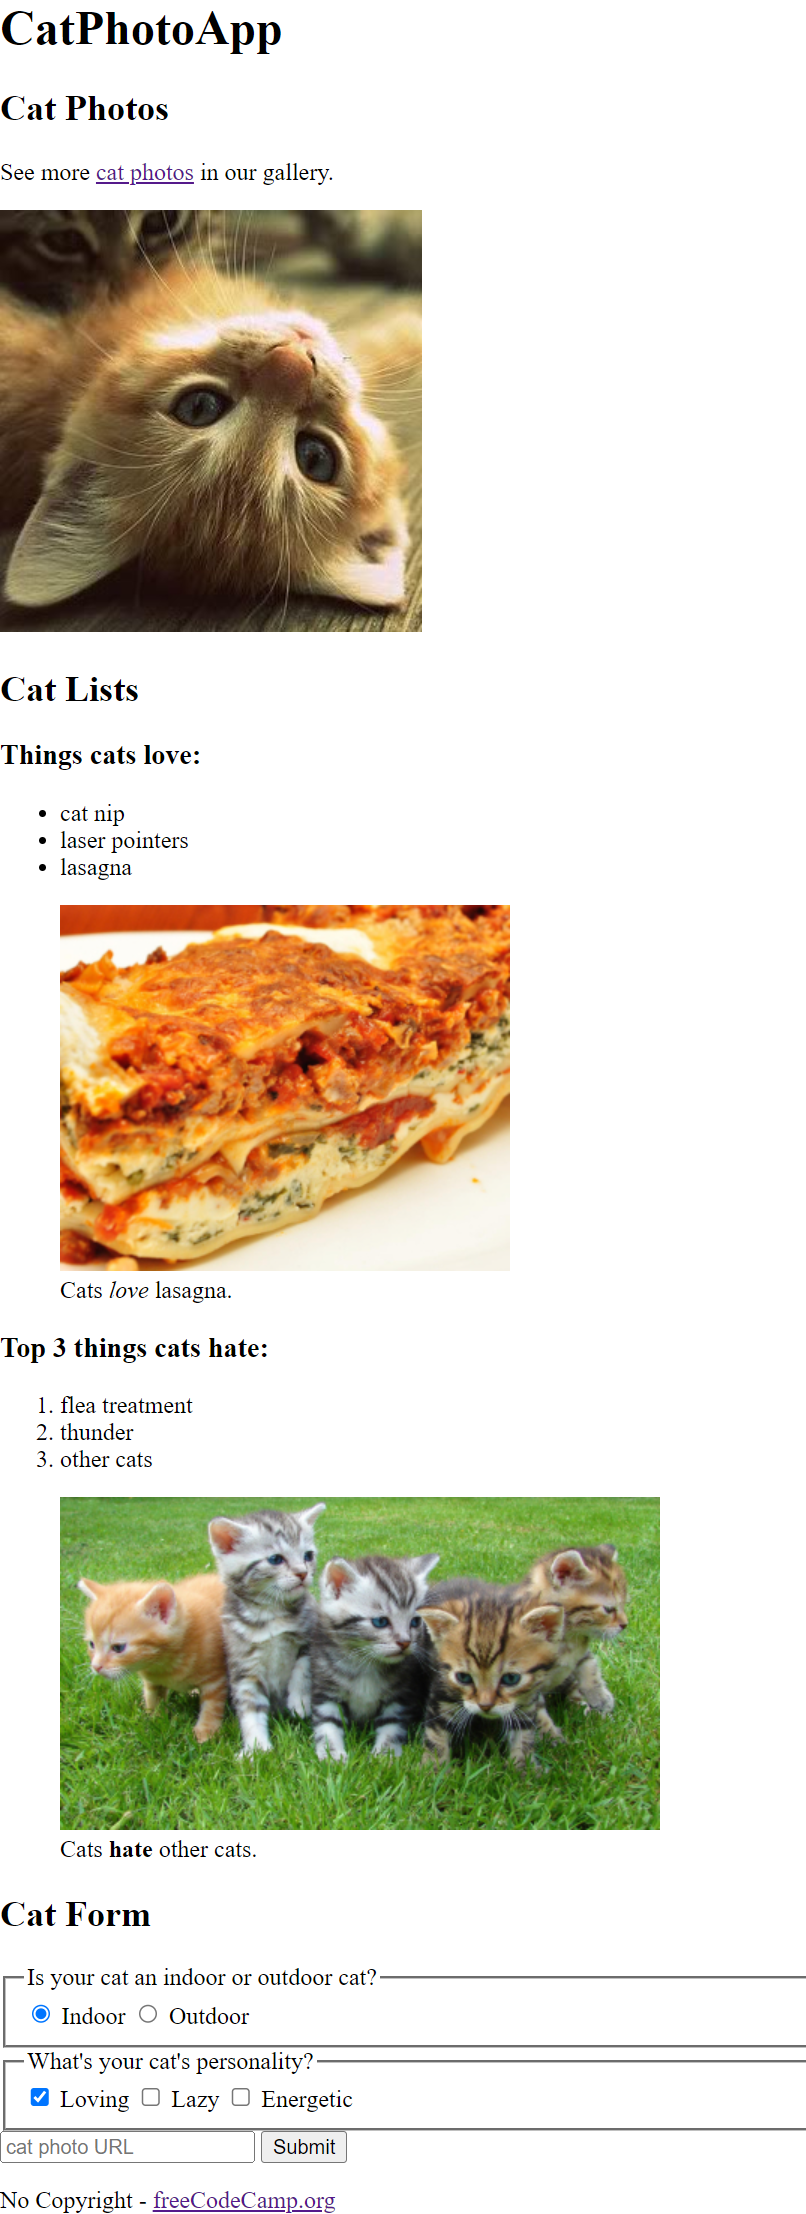 CatPhotoApp
Cat Photos
See more cat photos in our gallery.
Cat Lists
Things cats love:
cat nip
laser pointers
lasagna
Cats love lasagna.
Top 3 things cats hate:
1. flea treatment
2. thunder
3. other cats
Cats hate other cats.
Cat Form
Is your cat an indoor or outdoor cat?
Indoor Outdoor
What's your cat's personality?
Loving Lazy Energetic
cat photo URL Submit
No Copyright - freeCodeCamp.org